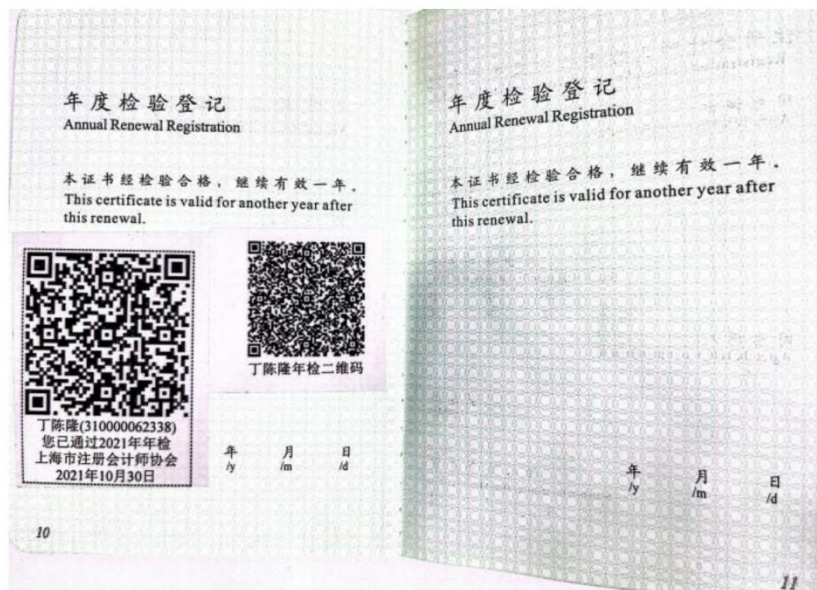 年度检验登记
Annual Renewal Registration
本证书经检验合格，继续有效一年。
This certificate is valid for another year after
this renewal.
丁陈隆(310000062338)
您已通过2021年年检
上海市注册会计师协会
2021年10月30日
丁陈隆年检二维码
年 月 日
/y /m /d
10
年度检验登记
Annual Renewal Registration
本证书经检验合格，继续有效一年。
This certificate is valid for another year after
this renewal.
年 月 日
/y /m /d
11